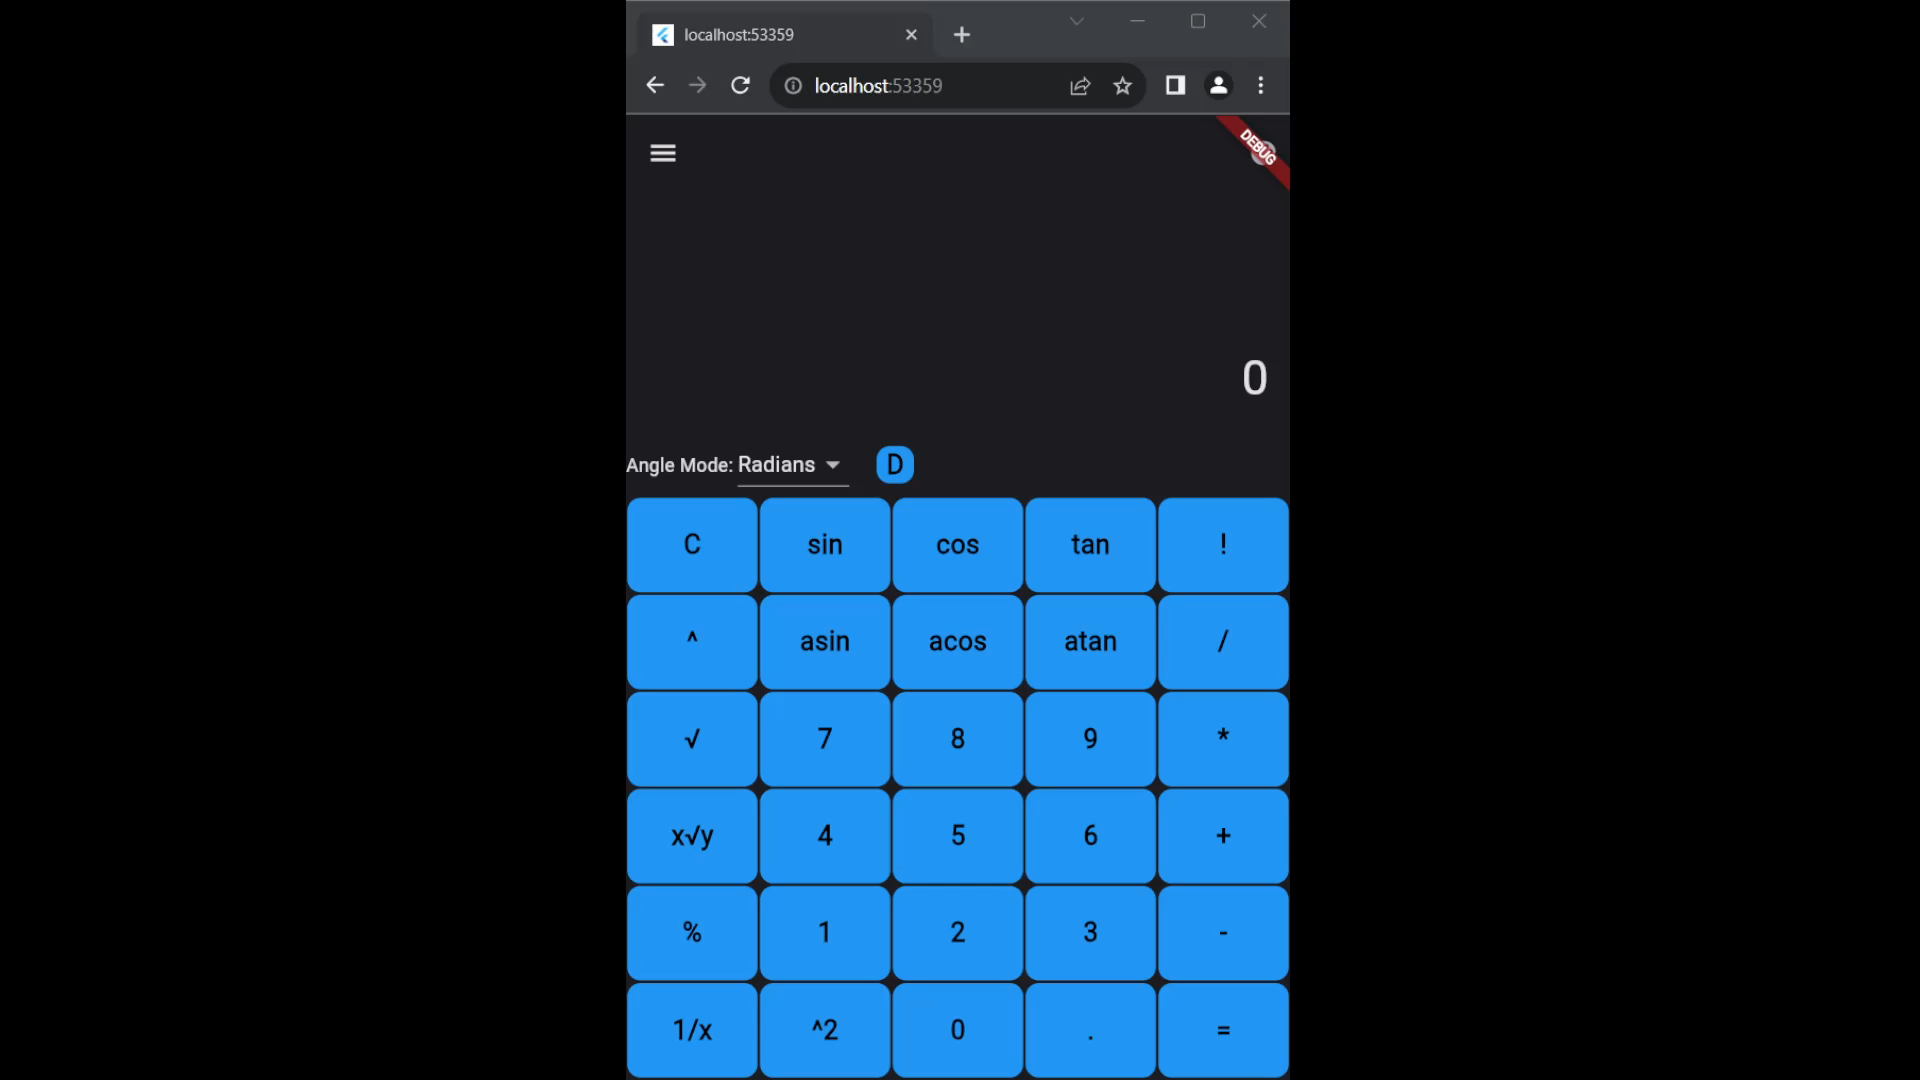 localhost:53359
localhost:53359
DEBUG
0
Angle Mode: Radians D
C sin cos tan !
^ asin acos atan /
√ 7 8 9 *
x√y 4 5 6 +
% 1 2 3 -
1/x ^2 0 . =